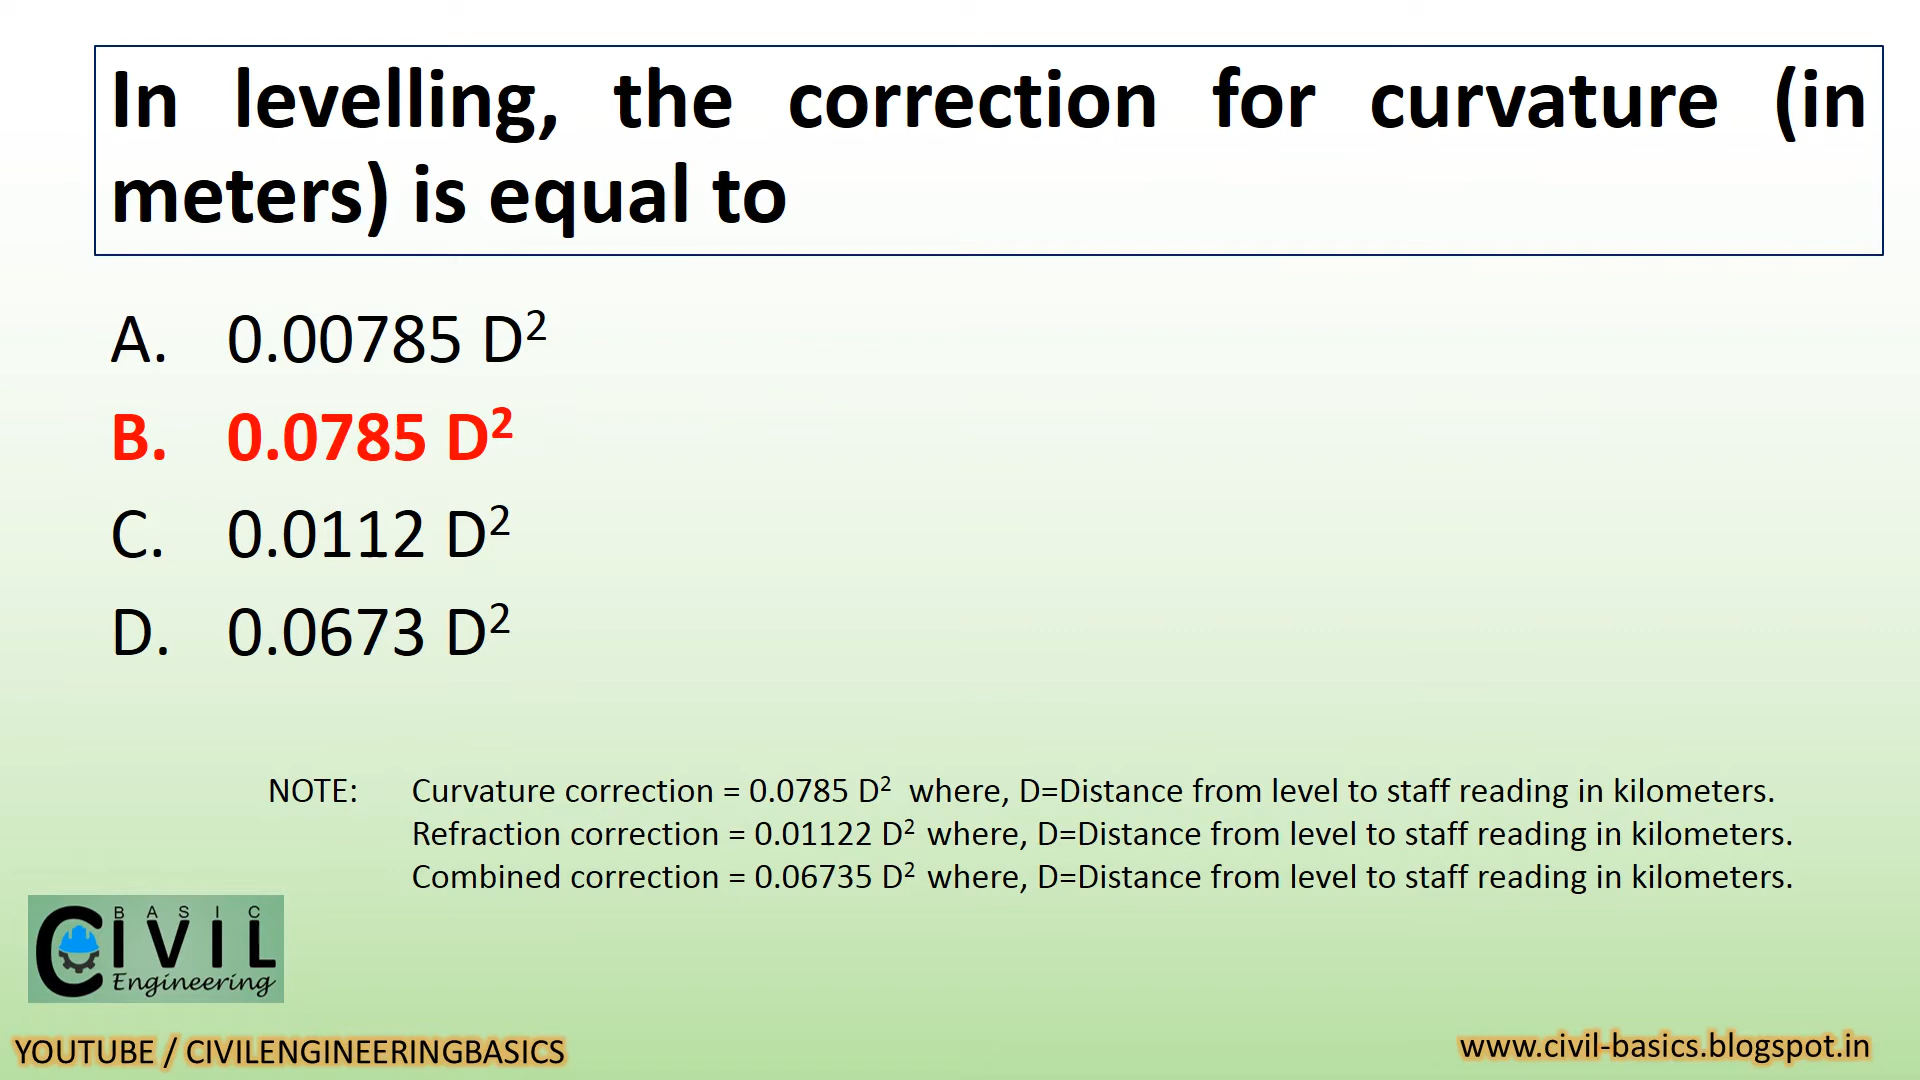 In levelling, the correction for curvature (in
meters) is equal to
A. 0.00785 D²
B. 0.0785 D²
C. 0.0112 D²
D. 0.0673 D²
NOTE: Curvature correction = 0.0785 D² where, D=Distance from level to staff reading in kilometers.
Refraction correction = 0.01122 D² where, D=Distance from level to staff reading in kilometers.
Combined correction = 0.06735 D² where, D=Distance from level to staff reading in kilometers.
BASIC
CIVIL
Engineering
YOUTUBE / CIVILENGINEERINGBASICS
www.civil-basics.blogspot.in